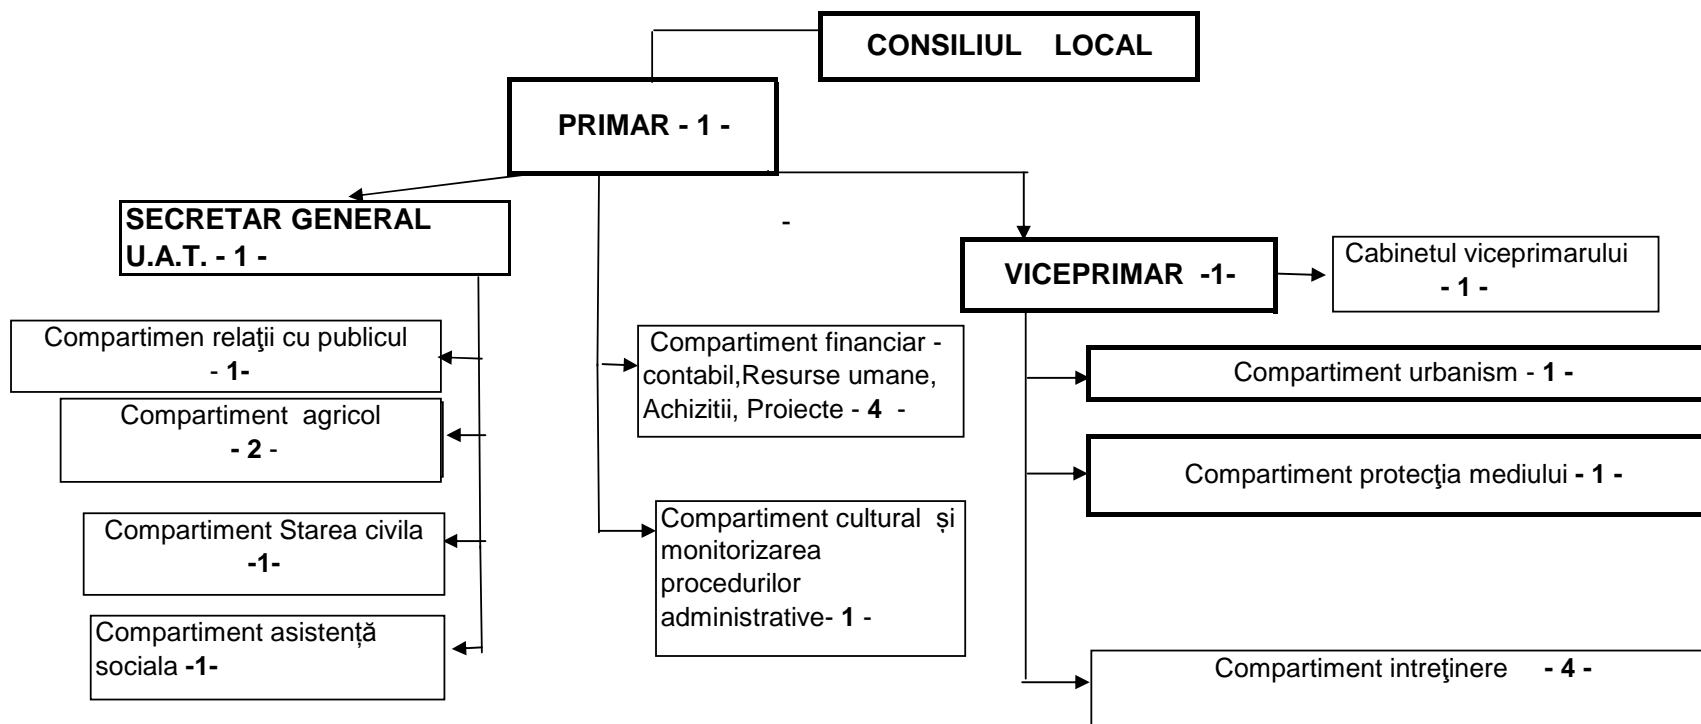 CONSILIUL LOCAL
PRIMAR - 1 -
SECRETAR GENERAL
U.A.T. - 1 -
-
VICEPRIMAR -1-
Cabinetul viceprimarului
- 1 -
Compartimen relaţii cu publicul
- 1-
Compartiment agricol
- 2 -
Compartiment Starea civila
-1-
Compartiment asistență
sociala -1-
Compartiment financiar -
contabil,Resurse umane,
Achizitii, Proiecte - 4 -
Compartiment cultural și
monitorizarea
procedurilor
administrative- 1 -
Compartiment urbanism - 1 -
Compartiment protecţia mediului - 1 -
Compartiment intreţinere - 4 -